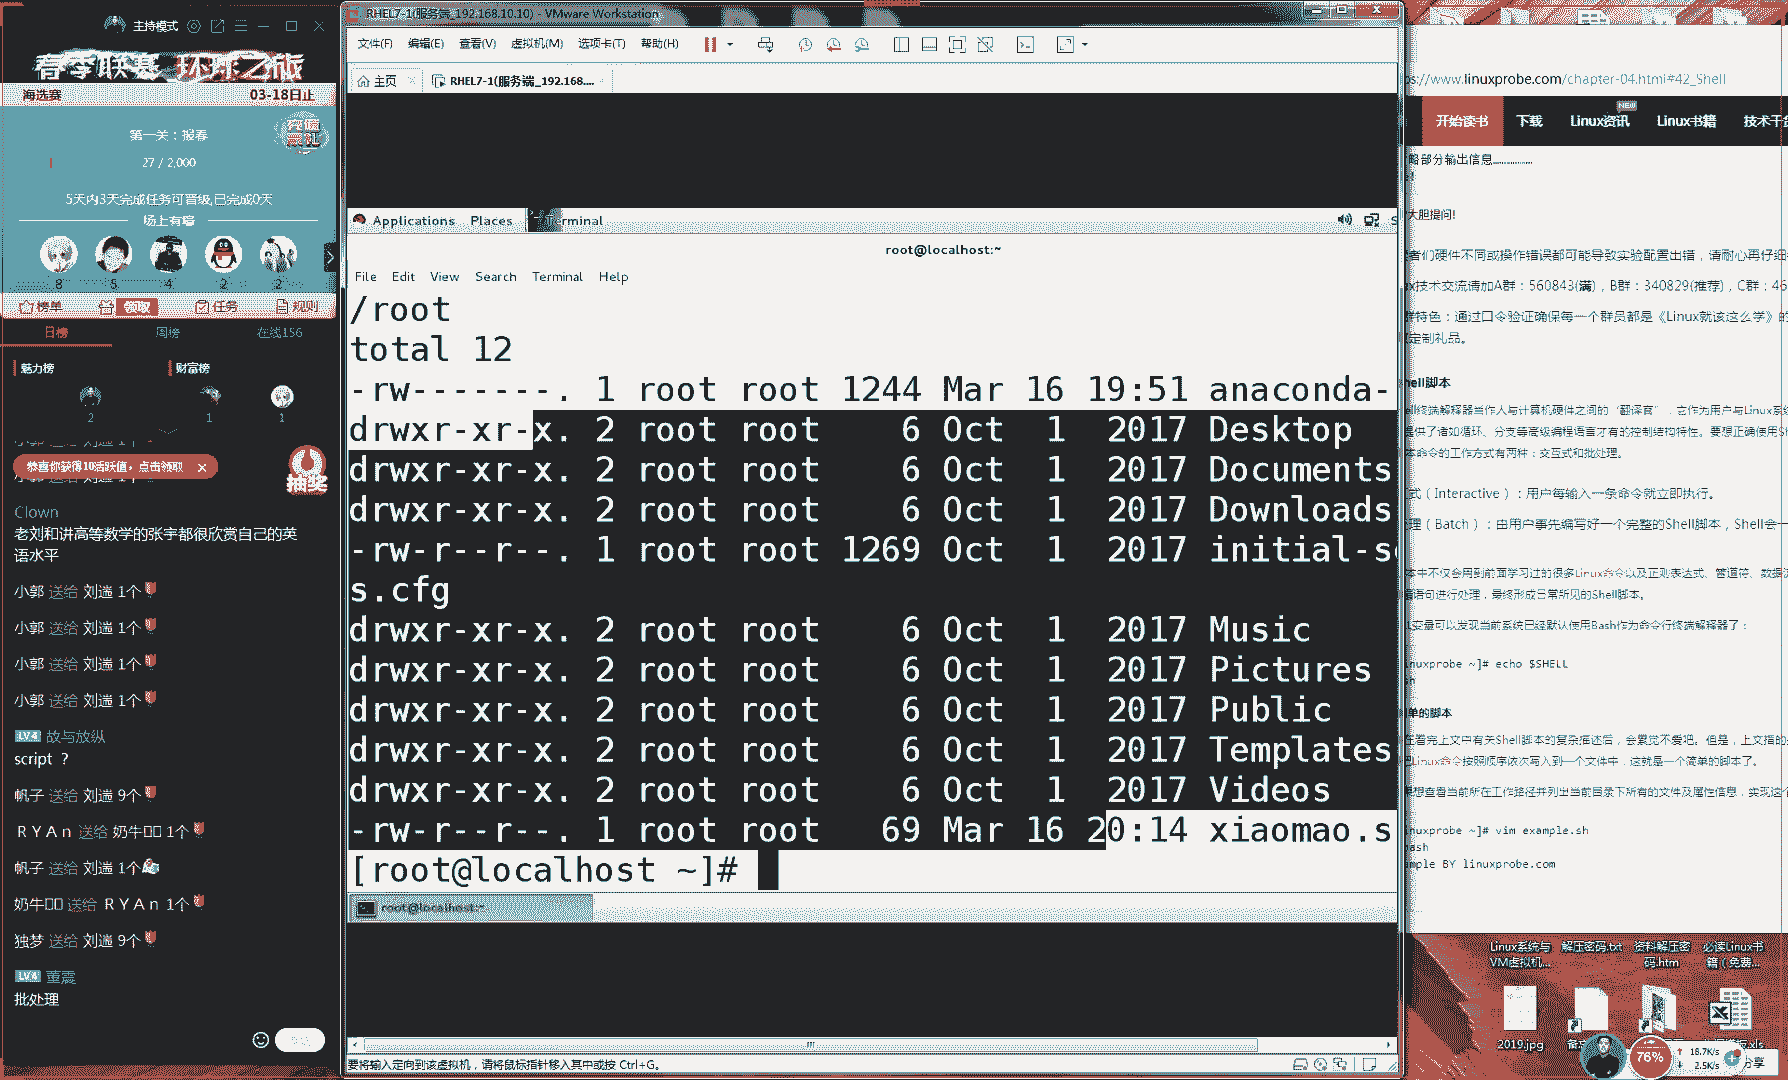 主持模式
春季联赛 环球之旅
海选赛
03-18日止
第一关：报春
27 / 2,000
5天内3天完成任务可晋级,已完成0天
场上有喵
8
5
4
2
2
榜单
领取
任务
规则
日榜
周榜
在线156
魅力榜
财富榜
2
1
1
恭喜你获得10活跃值，点击领取
抽奖
Clown
老刘和讲高等数学的张宇都很欣赏自己的英
语水平
小郭 送给 刘遄 1个
小郭 送给 刘遄 1个
小郭 送给 刘遄 1个
小郭 送给 刘遄 1个
LV.4 故与放纵
script ？
帆子 送给 刘遄 9个
R Y A n 送给 奶牛 1个
帆子 送给 刘遄 1个
奶牛 送给 R Y A n 1个
独梦 送给 刘遄 9个
LV.4 董震
批处理
RHEL7-1(服务端_192.168.10.10) - VMware Workstation
文件(F) 编辑(E) 查看(V) 虚拟机(M) 选项卡(T) 帮助(H)
主页
RHEL7-1(服务端_192.168....
Applications Places Terminal
root@localhost:~
File Edit View Search Terminal Help
/root
total 12
-rw-------. 1 root root 1244 Mar 16 19:51 anaconda-
drwxr-xr-x. 2 root root 6 Oct 1 2017 Desktop
drwxr-xr-x. 2 root root 6 Oct 1 2017 Documents
drwxr-xr-x. 2 root root 6 Oct 1 2017 Downloads
-rw-r--r--. 1 root root 1269 Oct 1 2017 initial-s
s.cfg
drwxr-xr-x. 2 root root 6 Oct 1 2017 Music
drwxr-xr-x. 2 root root 6 Oct 1 2017 Pictures
drwxr-xr-x. 2 root root 6 Oct 1 2017 Public
drwxr-xr-x. 2 root root 6 Oct 1 2017 Templates
drwxr-xr-x. 2 root root 6 Oct 1 2017 Videos
-rw-r--r--. 1 root root 69 Mar 16 20:14 xiaomao.s
[root@localhost ~]#
root@localhost:~
要将输入定向到该虚拟机，请将鼠标指针移入其中或按 Ctrl+G。
s://www.linuxprobe.com/chapter-04.html#42_Shell
开始读书 下载 Linux资讯 NEW Linux书籍 技术干
略部分输出信息................
大胆提问!
者们硬件不同或操作错误都可能导致实验配置出错，请耐心再仔细
x技术交流请加A群：560843(满)，B群：340829(推荐)，C群：46
群特色：通过口令验证确保每一个群员都是《Linux就该这么学》的
定制礼品。
hell脚本
ell终端解释器当作人与计算机硬件之间的“翻译官”，它作为用户与Linux系统
提供了诸如循环、分支等高级编程语言才有的控制结构特性。要想正确使用Sh
本命令的工作方式有两种：交互式和批处理。
式（Interactive）：用户每输入一条命令就立即执行。
理（Batch）：由用户事先编写好一个完整的Shell脚本，Shell会一
本中不仅会用到前面学习过的很多Linux命令以及正则表达式、管道符、数据流
语句进行处理，最终形成日常所见的Shell脚本。
L变量可以发现当前系统已经默认使用Bash作为命令行终端解释器了：
nuxprobe ~]# echo $SHELL
单的脚本
在看完上文中有关Shell脚本的复杂描述后，会累觉不爱吧。但是，上文指的是
把Linux命令按照顺序依次写入到一个文件中，这就是一个简单的脚本了。
果想查看当前所在工作路径并列出当前目录下所有的文件及属性信息，实现这个
nuxprobe ~]# vim example.sh
bash
mple BY linuxprobe.com
Linux系统与
VM虚拟机...
解压密码.txt
资料解压密
码.htm
必读Linux书
籍（免费...
2019.jpg
76%
18.7K/s
2.5K/s
.xls
分享